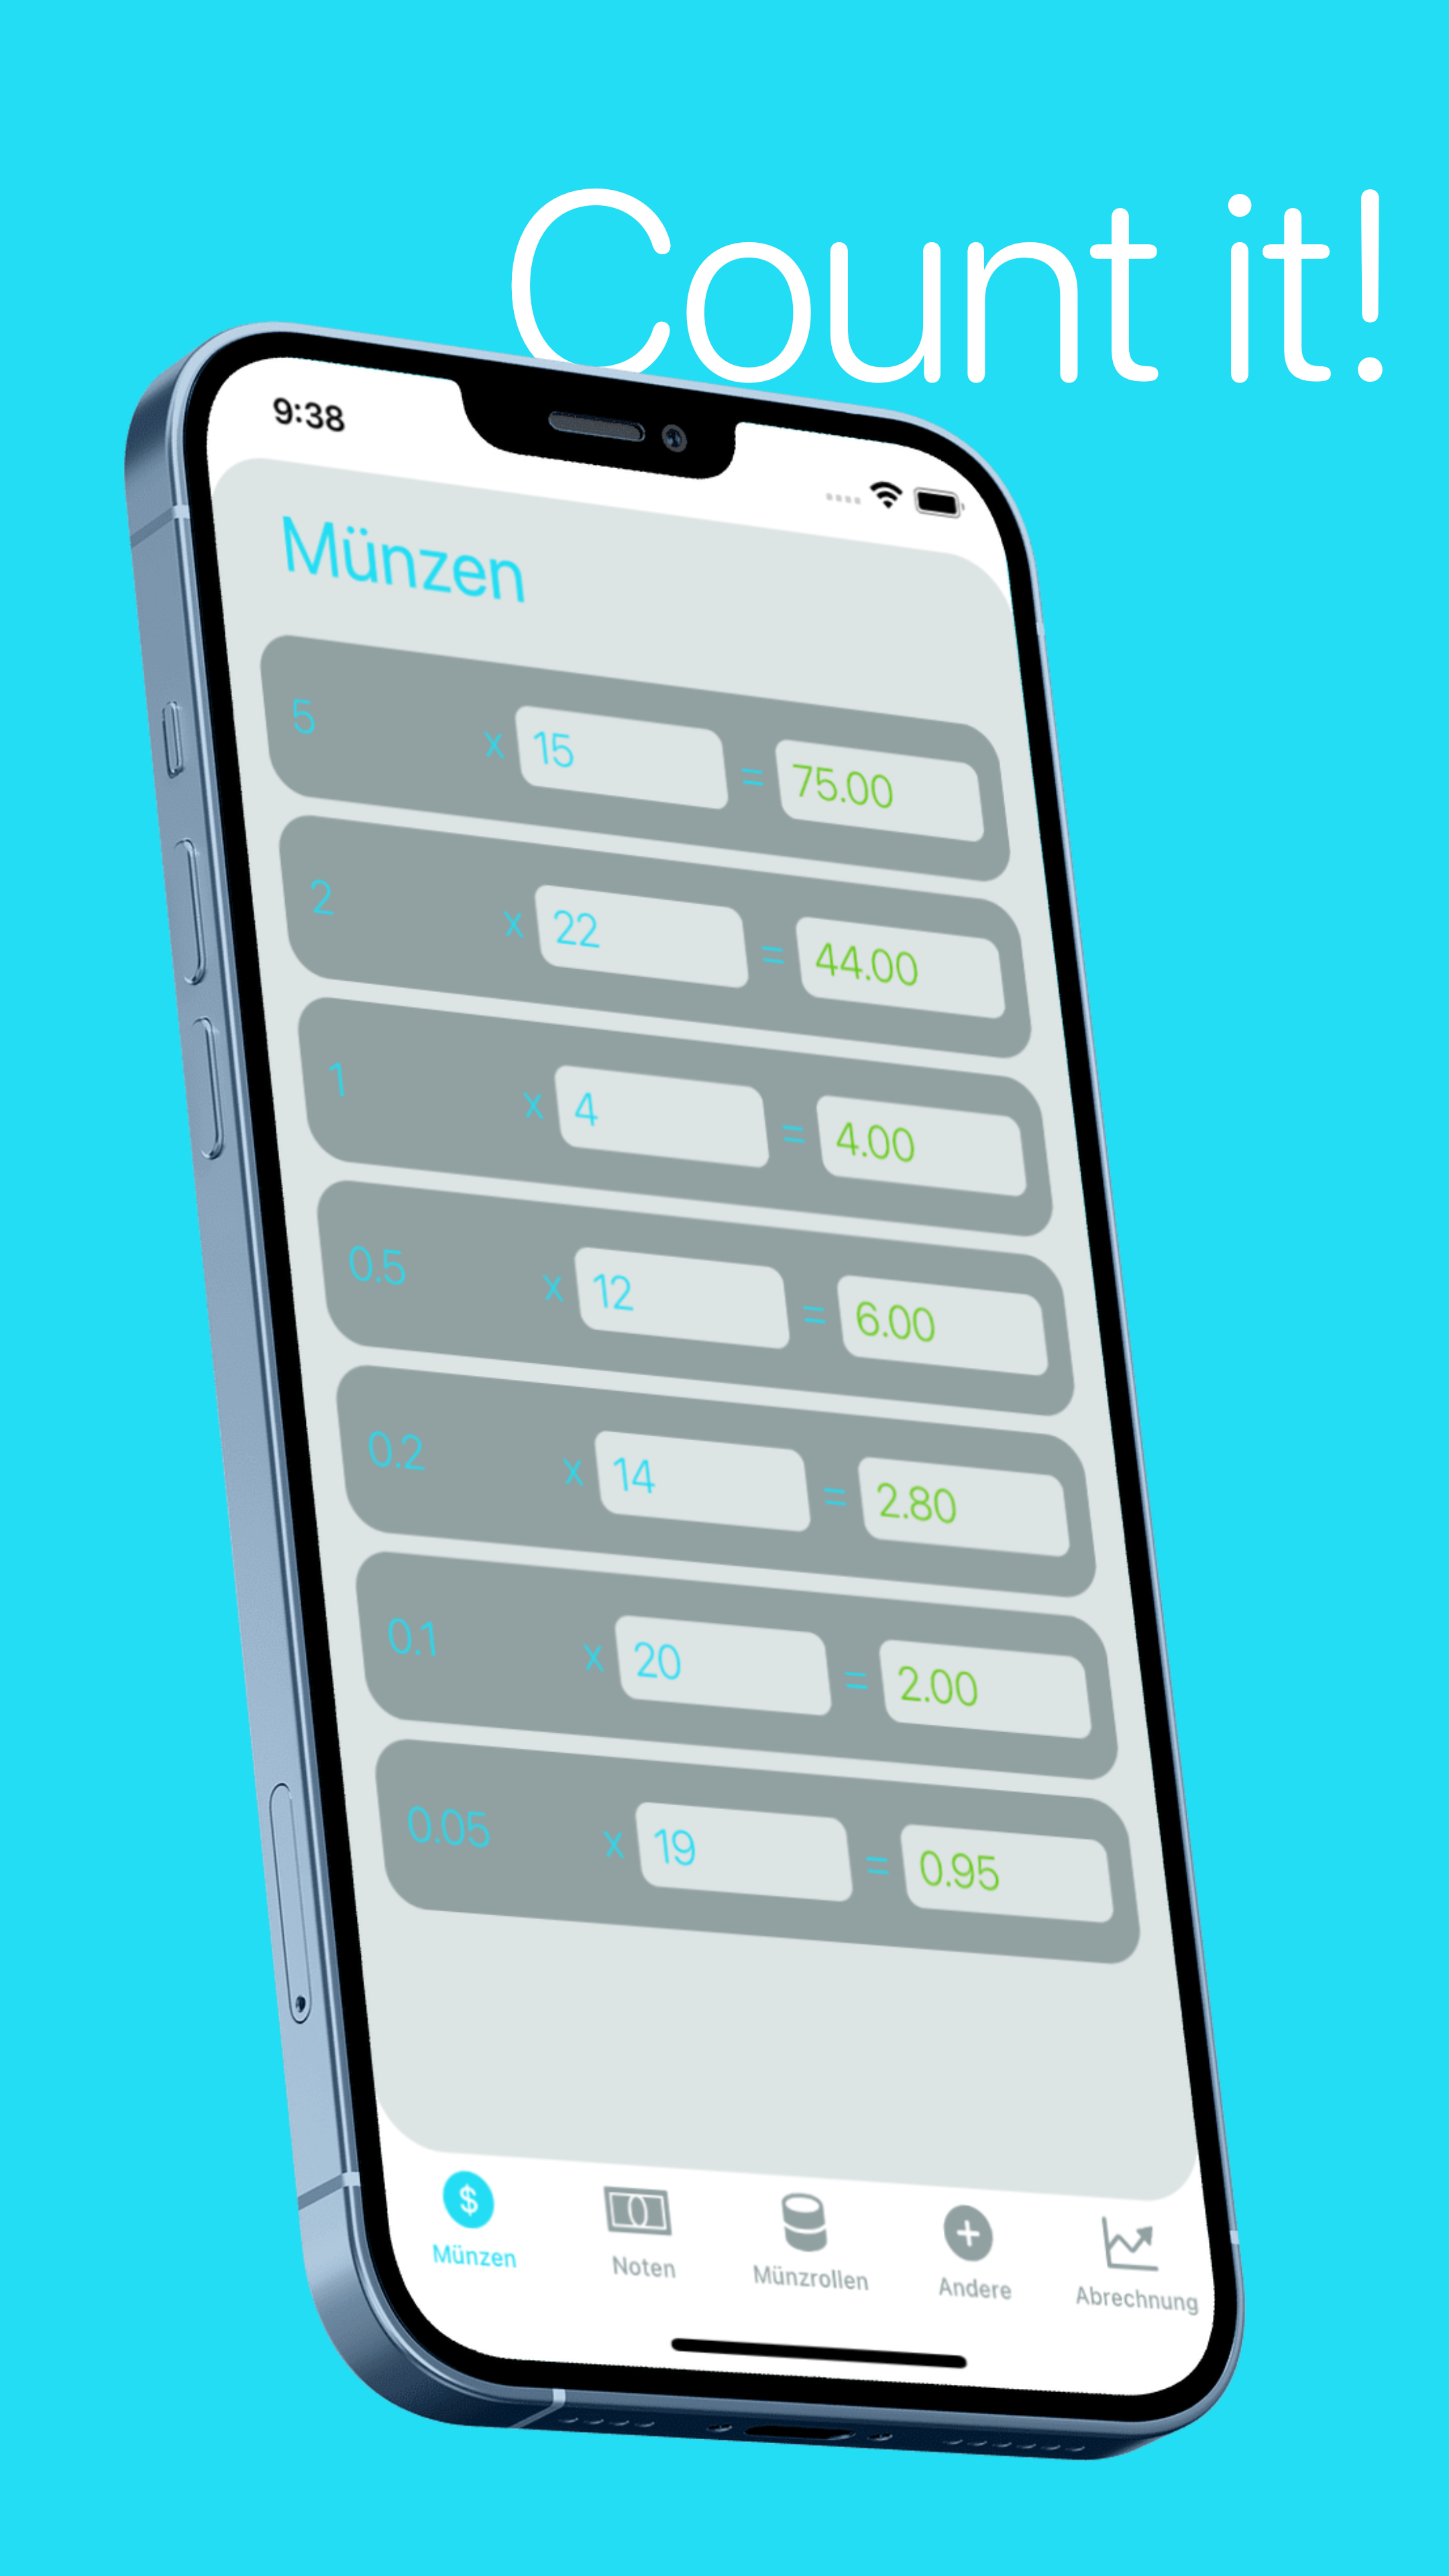 Count it!
9:38
Münzen
5 x 15 = 75.00
2 x 22 = 44.00
1 x 4 = 4.00
0.5 x 12 = 6.00
0.2 x 14 = 2.80
0.1 x 20 = 2.00
0.05 x 19 = 0.95
$
Münzen Noten Münzrollen Andere Abrechnung